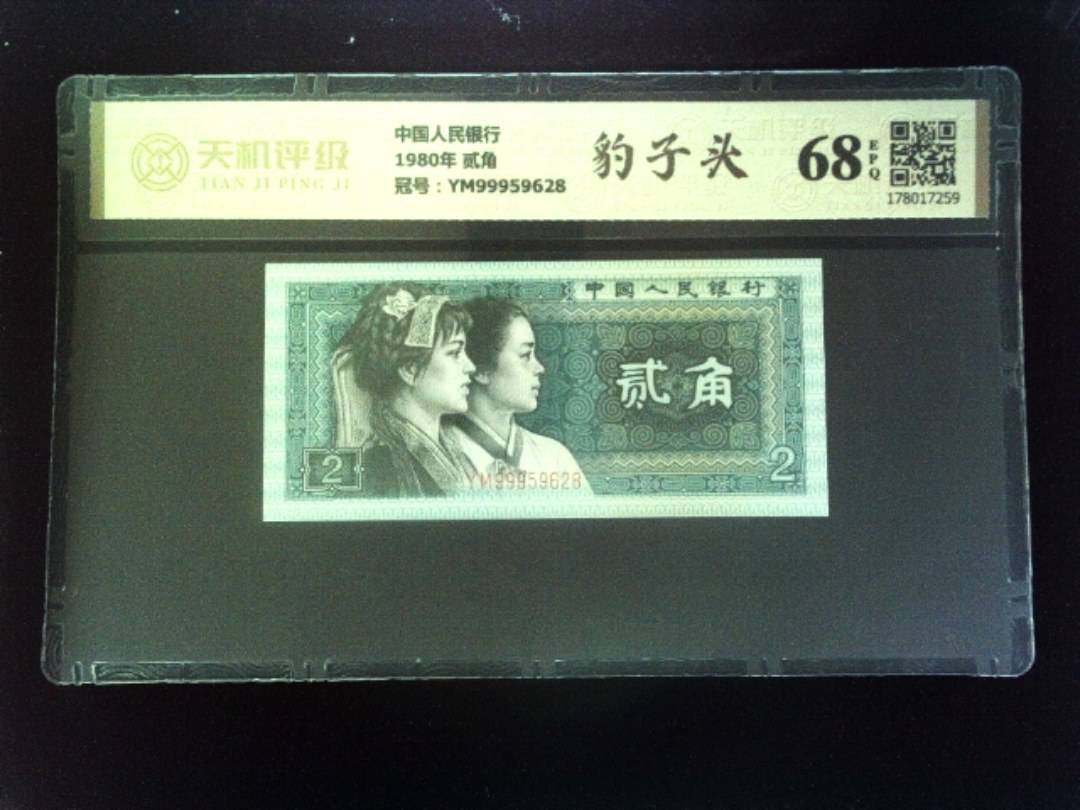 天机评级
TIAN JI PING JI
中国人民银行
1980年 贰角
冠号：YM99959628
豹子头
68
EPQ
178017259
中国人民银行
贰角
2
2
YM99959628